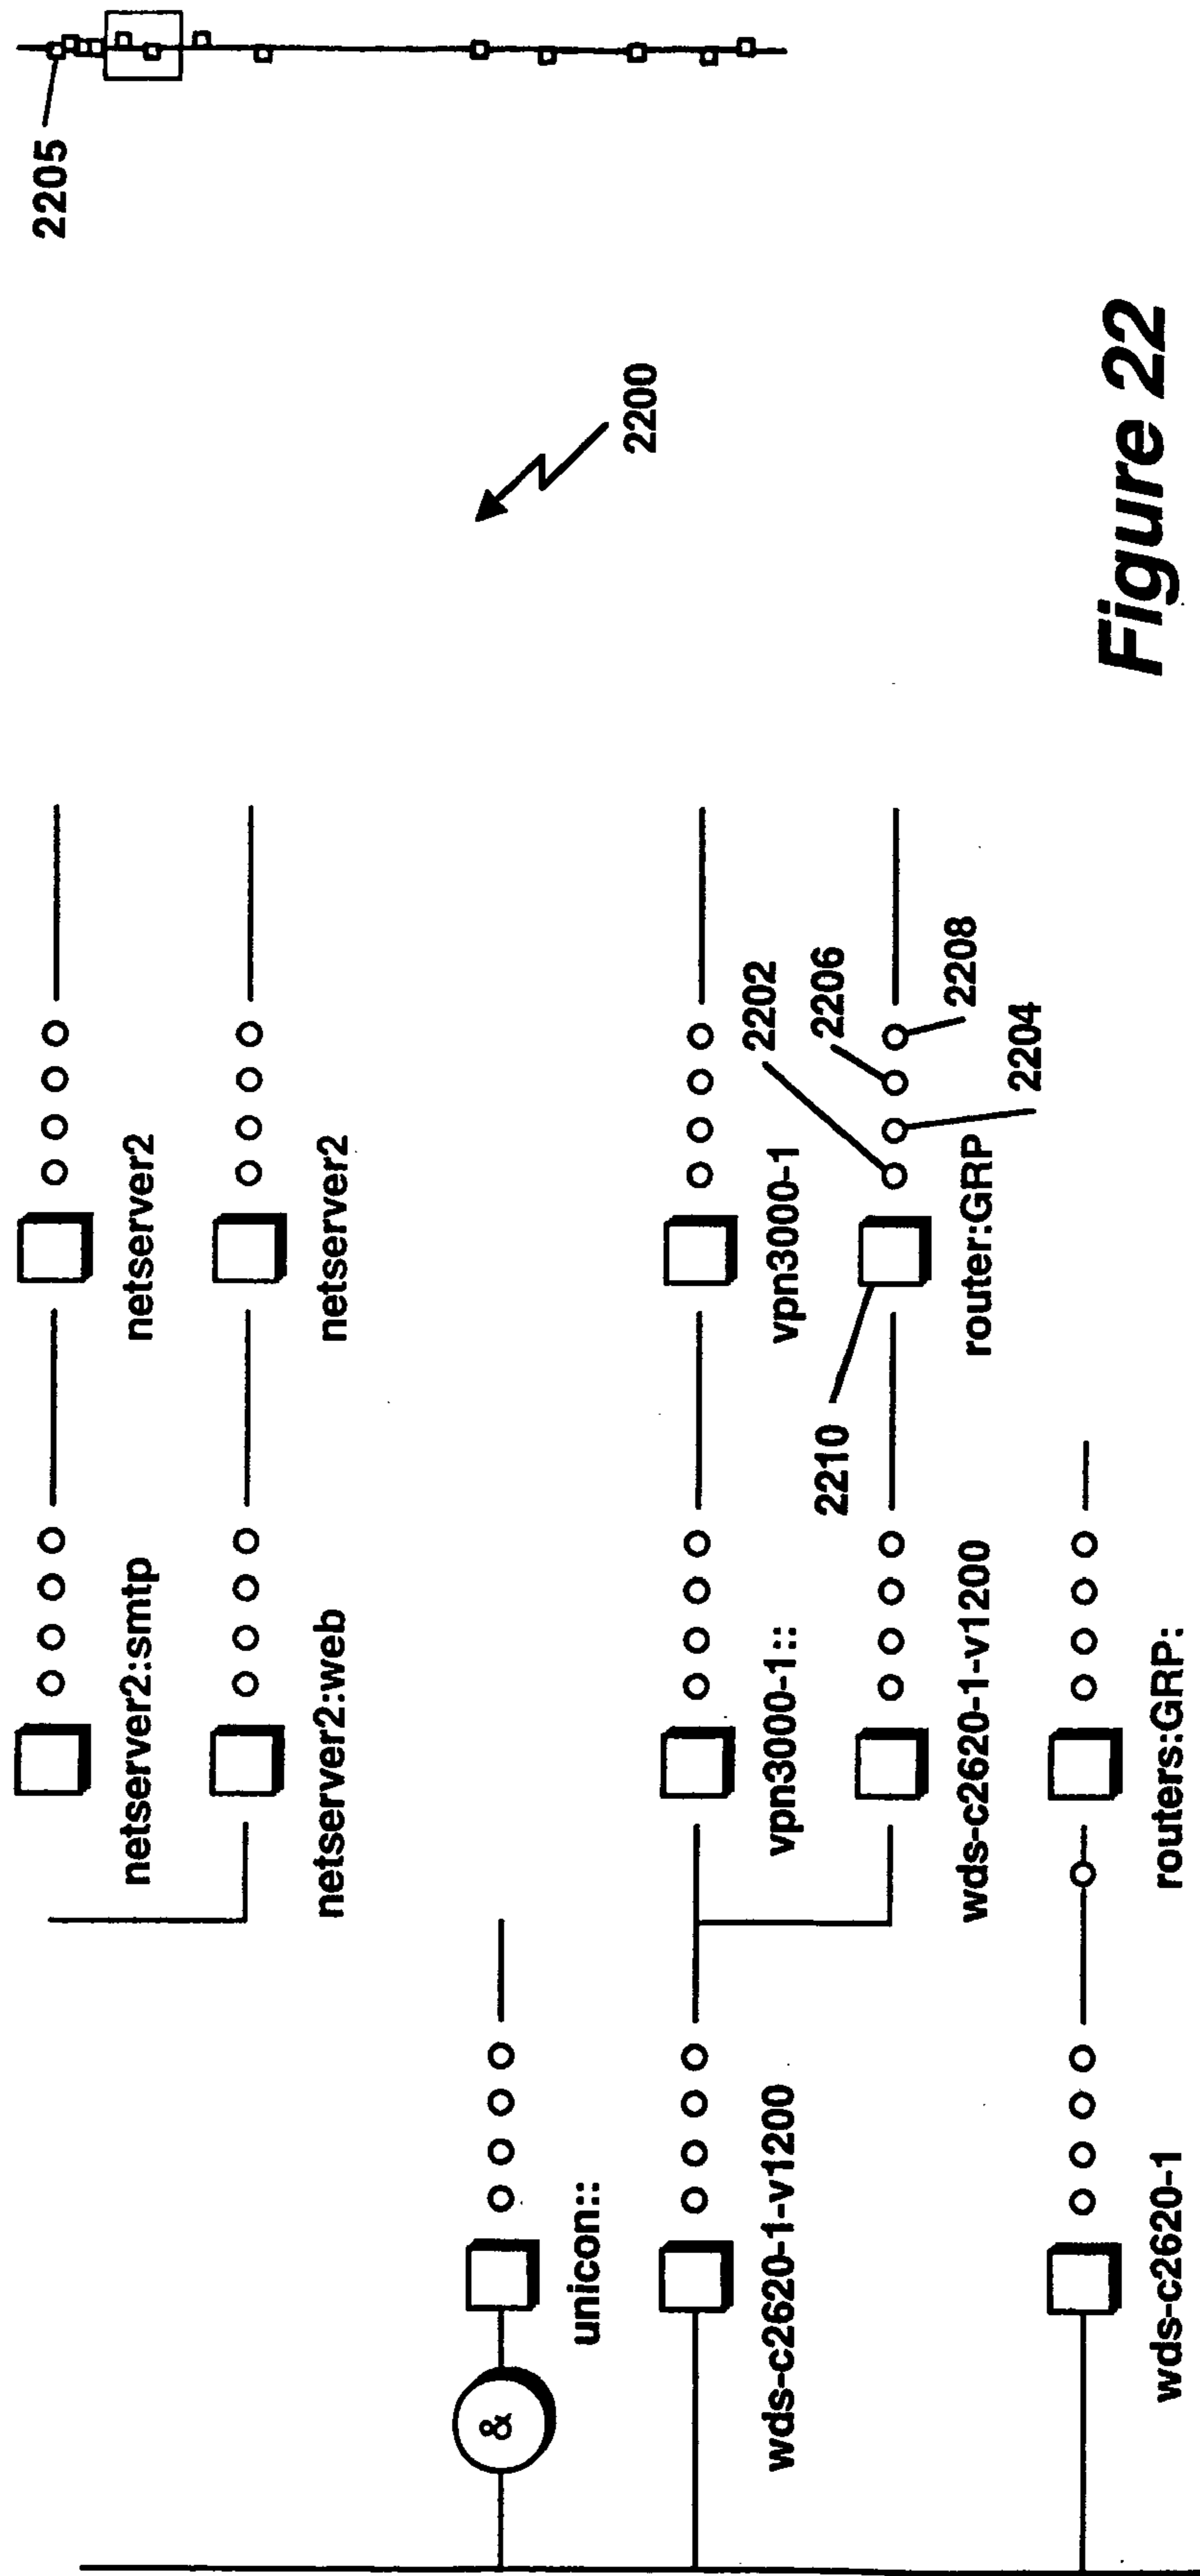 2205
netserver2:smtp
netserver2
netserver2:web
netserver2
2200
&
unicon::
wds-c2620-1-v1200
vpn3000-1::
vpn3000-1
2202
2206
2208
2204
2210
wds-c2620-1-v1200
router:GRP
wds-c2620-1
routers:GRP:
Figure 22